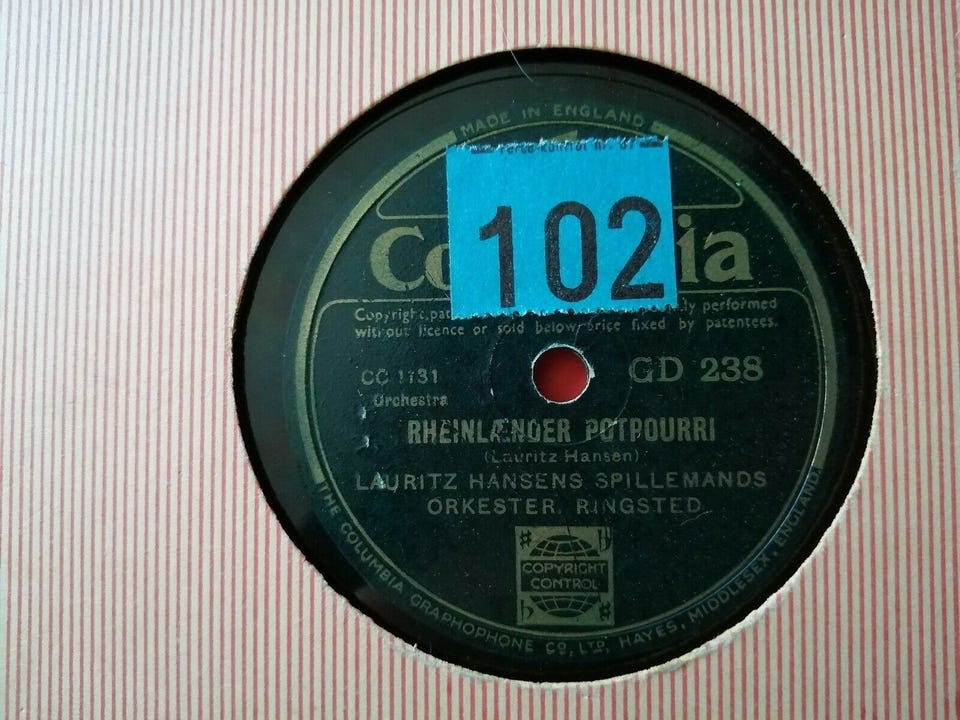 MADE IN ENGLAND
102
Co ia
Copyright,pat ly performed
without licence or sold below price fixed by patentees.
CC 1131
GD 238
Orchestra
RHEINLÆNDER POTPOURRI
(Lauritz Hansen)
LAURITZ HANSENS SPILLEMANDS
ORKESTER, RINGSTED
COPYRIGHT
CONTROL
THE COLUMBIA GRAPHOPHONE CO, LTD, HAYES, MIDDLESEX, ENGLAND.